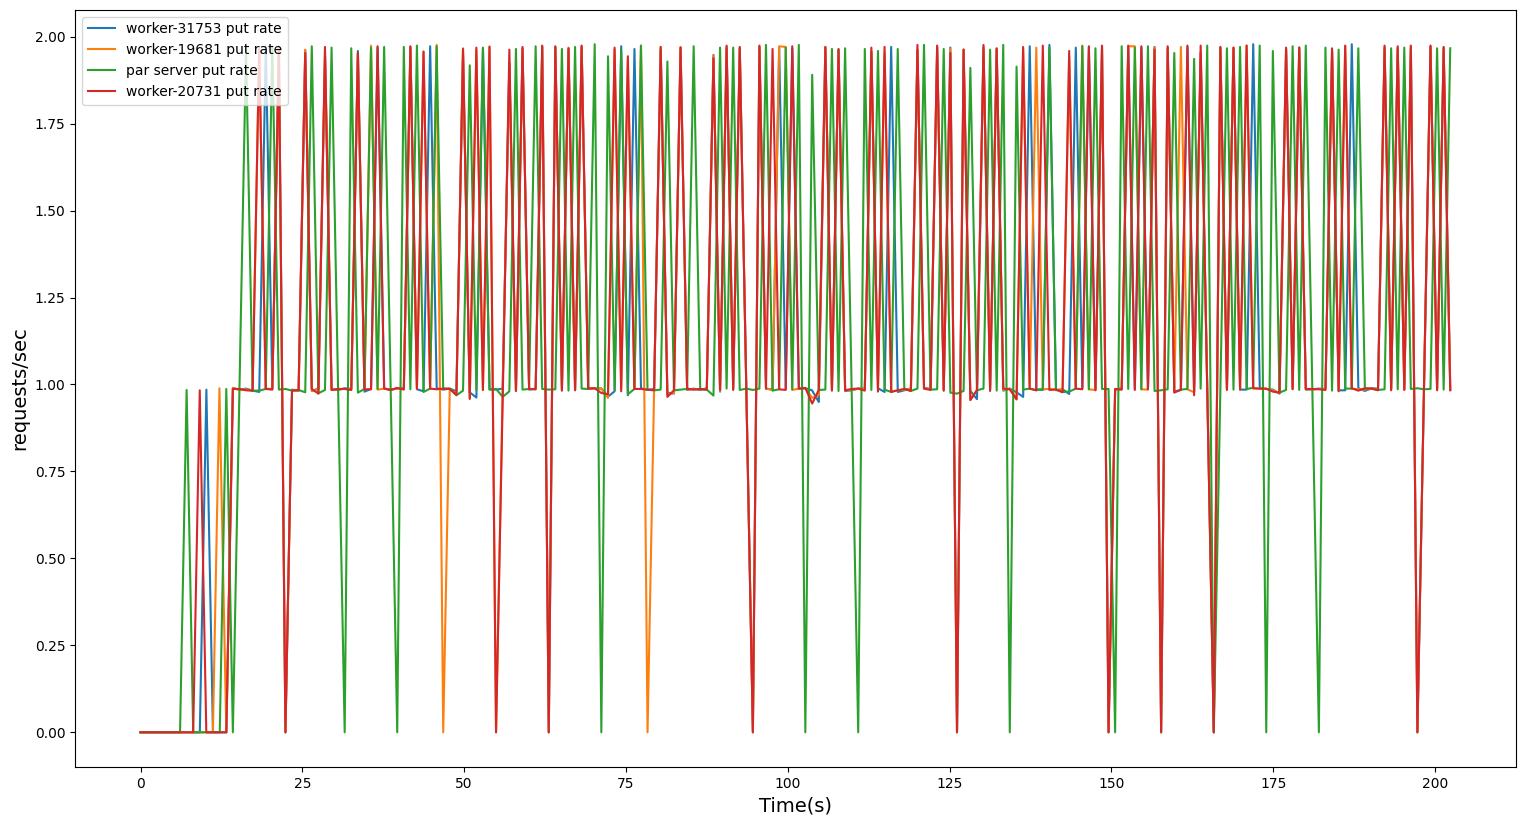 worker-31753 put rate
worker-19681 put rate
par server put rate
worker-20731 put rate
requests/sec
2.00
1.75
1.50
1.25
1.00
0.75
0.50
0.25
0.00
0 25 50 75 100 125 150 175 200
Time(s)